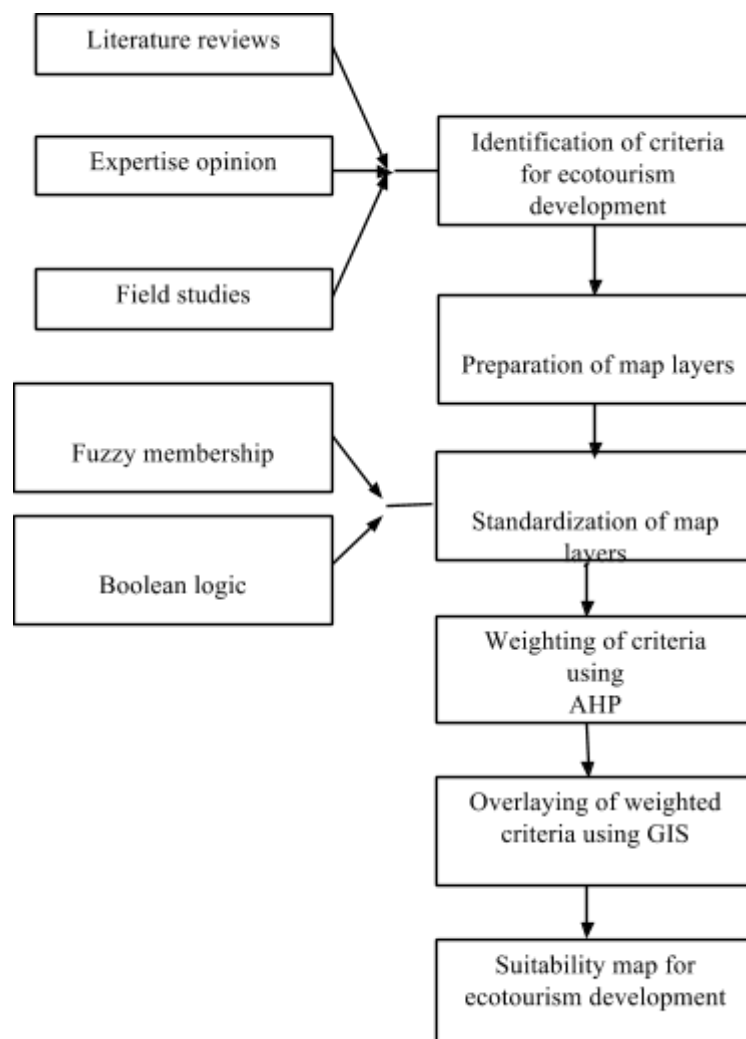 Literature reviews
Expertise opinion
Field studies
Identification of criteria
for ecotourism
development
Preparation of map layers
Fuzzy membership
Boolean logic
Standardization of map
layers
Weighting of criteria
using
AHP
Overlaying of weighted
criteria using GIS
Suitability map for
ecotourism development